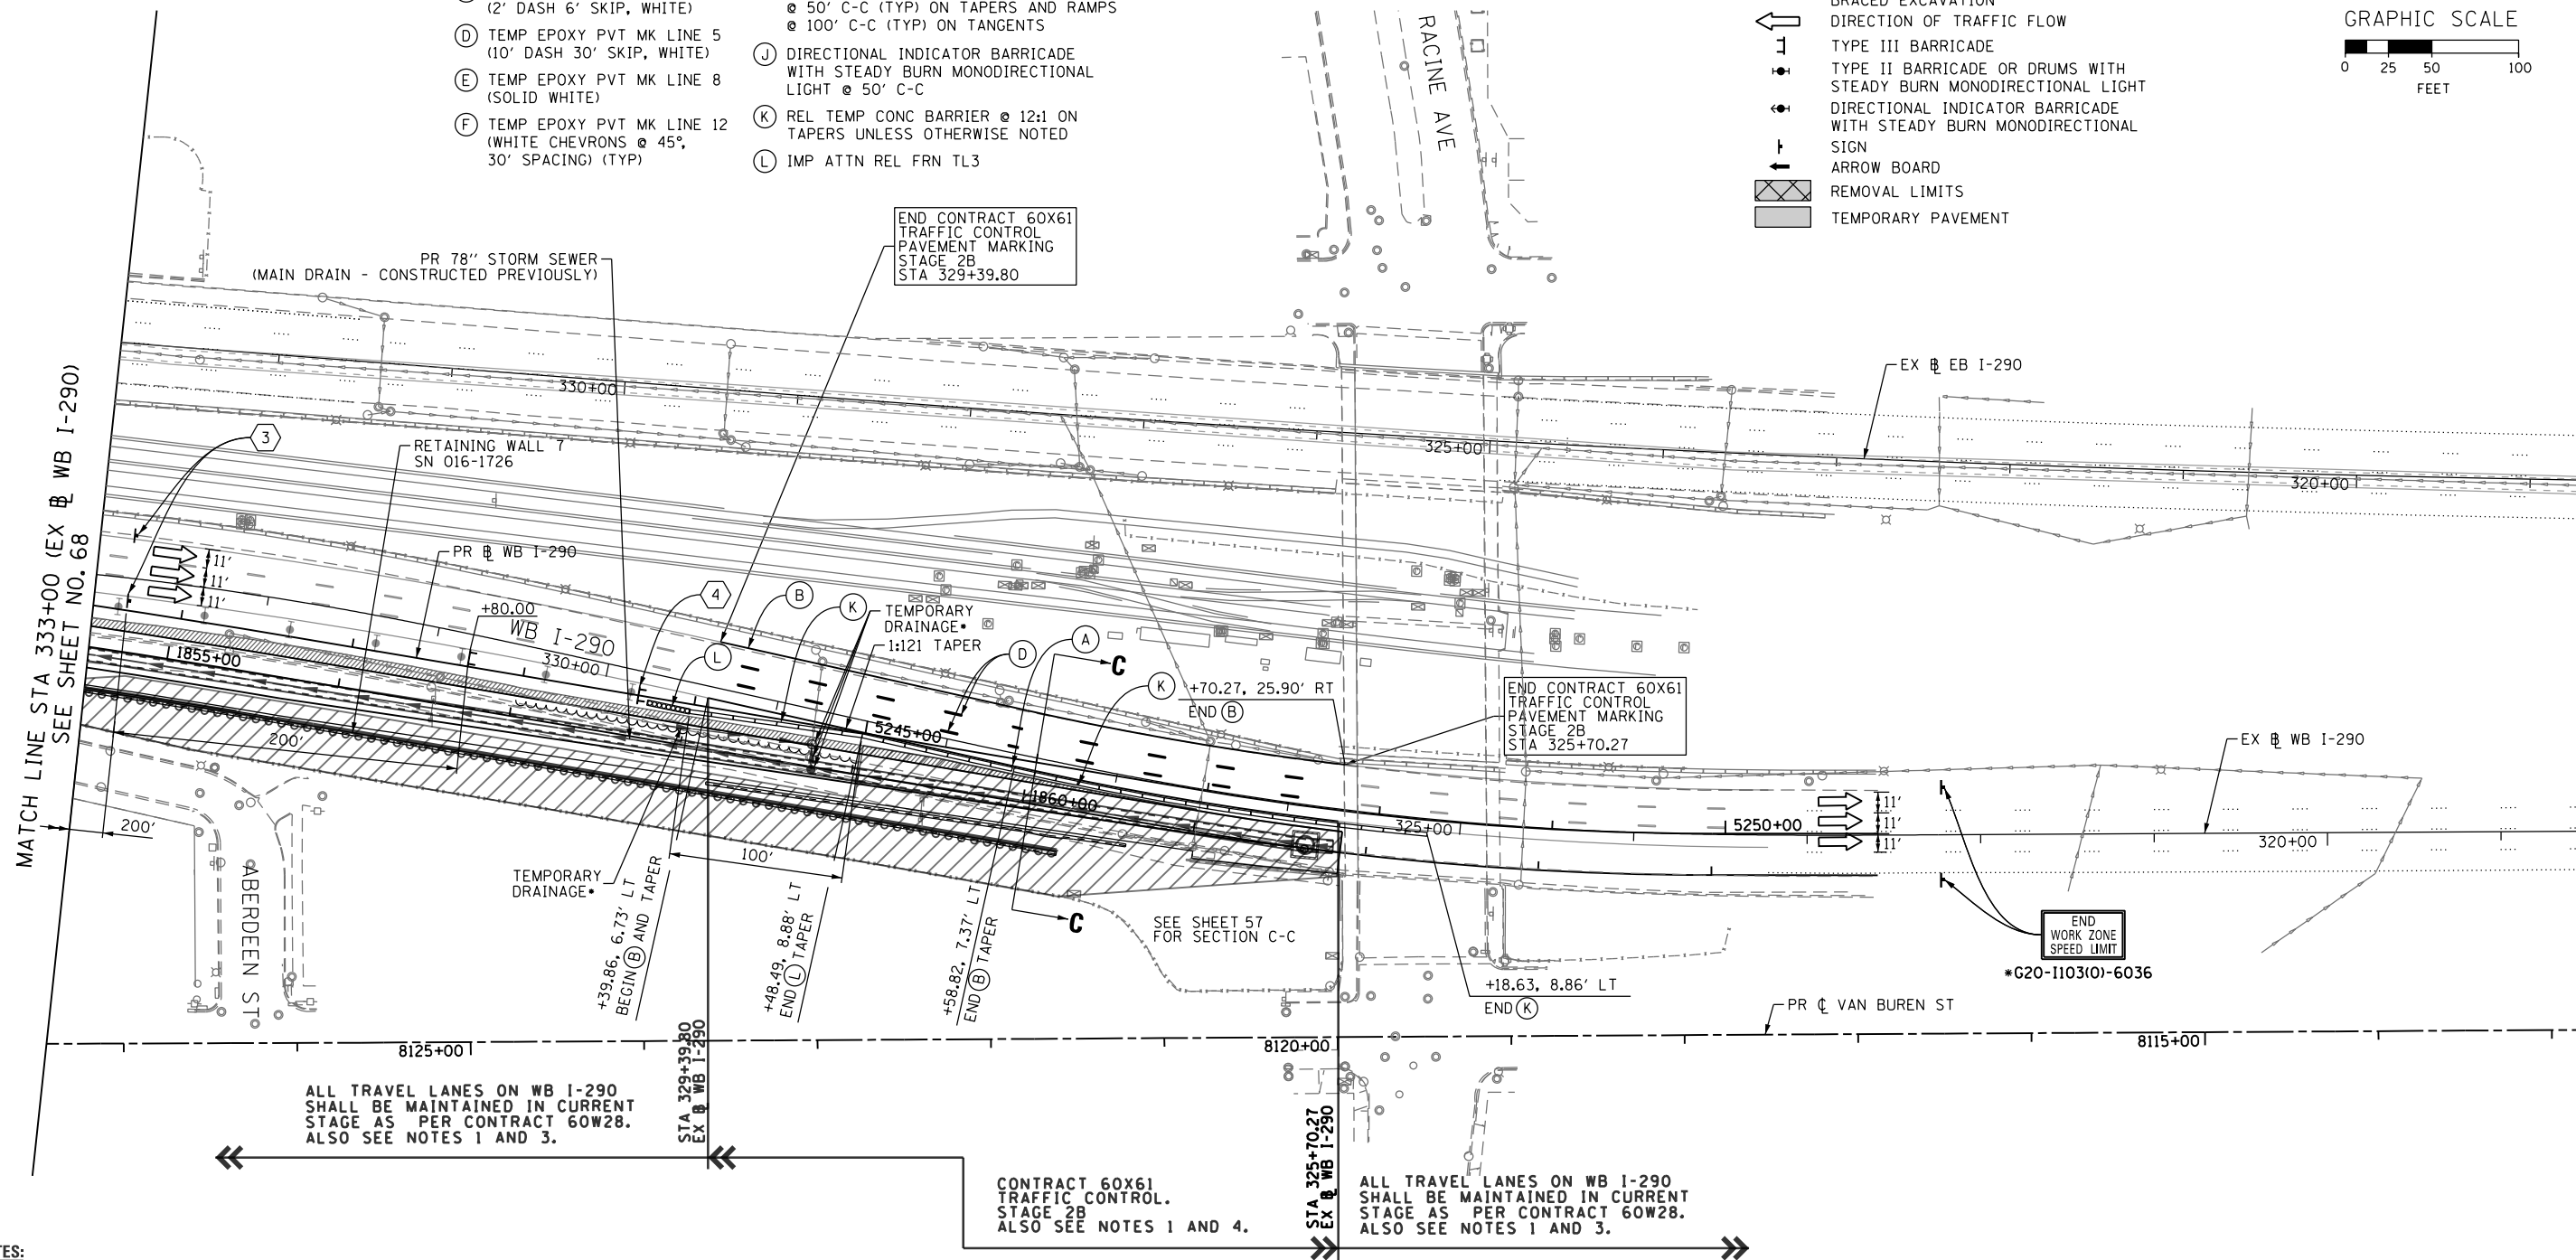 (2' DASH 6' SKIP, WHITE)
D TEMP EPOXY PVT MK LINE 5
(10' DASH 30' SKIP, WHITE)
E TEMP EPOXY PVT MK LINE 8
(SOLID WHITE)
F TEMP EPOXY PVT MK LINE 12
(WHITE CHEVRONS @ 45°,
30' SPACING) (TYP)
@ 50' C-C (TYP) ON TAPERS AND RAMPS
@ 100' C-C (TYP) ON TANGENTS
J DIRECTIONAL INDICATOR BARRICADE
WITH STEADY BURN MONODIRECTIONAL
LIGHT @ 50' C-C
K REL TEMP CONC BARRIER @ 12:1 ON
TAPERS UNLESS OTHERWISE NOTED
L IMP ATTN REL FRN TL3
RACINE AVE
BRACED EXCAVATION
DIRECTION OF TRAFFIC FLOW
TYPE III BARRICADE
TYPE II BARRICADE OR DRUMS WITH
STEADY BURN MONODIRECTIONAL LIGHT
DIRECTIONAL INDICATOR BARRICADE
WITH STEADY BURN MONODIRECTIONAL
SIGN
ARROW BOARD
REMOVAL LIMITS
TEMPORARY PAVEMENT
GRAPHIC SCALE
0 25 50 100
FEET
END CONTRACT 60X61
TRAFFIC CONTROL
PAVEMENT MARKING
STAGE 2B
STA 329+39.80
PR 78" STORM SEWER
(MAIN DRAIN - CONSTRUCTED PREVIOUSLY)
330+00
325+00
EX B̵L EB I-290
320+00
MATCH LINE STA 333+00 (EX B̵L WB I-290)
SEE SHEET NO. 68
3
RETAINING WALL 7
SN 016-1726
PR B̵L WB I-290
11'
11'
11'
+80.00
WB I-290
330+00
1855+00
200'
200'
4
B
K
L
TEMPORARY
DRAINAGE*
1:121 TAPER
D
A
C
K
+70.27, 25.90' RT
END B
END CONTRACT 60X61
TRAFFIC CONTROL
PAVEMENT MARKING
STAGE 2B
STA 325+70.27
EX B̵L WB I-290
5245+00
1860+00
325+00
5250+00
11'
11'
11'
320+00
100'
TEMPORARY
DRAINAGE*
ABERDEEN ST
+39.86, 6.73' LT
BEGIN B AND TAPER
+48.49, 8.88' LT
END L TAPER
+58.82, 7.37' LT
END B TAPER
C
SEE SHEET 57
FOR SECTION C-C
+18.63, 8.86' LT
END K
END
WORK ZONE
SPEED LIMIT
*G20-I103(O)-6036
PR ℄ VAN BUREN ST
8125+00
8120+00
8115+00
STA 329+39.80
EX B̵L WB I-290
STA 325+70.27
EX B̵L WB I-290
ALL TRAVEL LANES ON WB I-290
SHALL BE MAINTAINED IN CURRENT
STAGE AS PER CONTRACT 60W28.
ALSO SEE NOTES 1 AND 3.
CONTRACT 60X61
TRAFFIC CONTROL.
STAGE 2B
ALSO SEE NOTES 1 AND 4.
ALL TRAVEL LANES ON WB I-290
SHALL BE MAINTAINED IN CURRENT
STAGE AS PER CONTRACT 60W28.
ALSO SEE NOTES 1 AND 3.
TES: